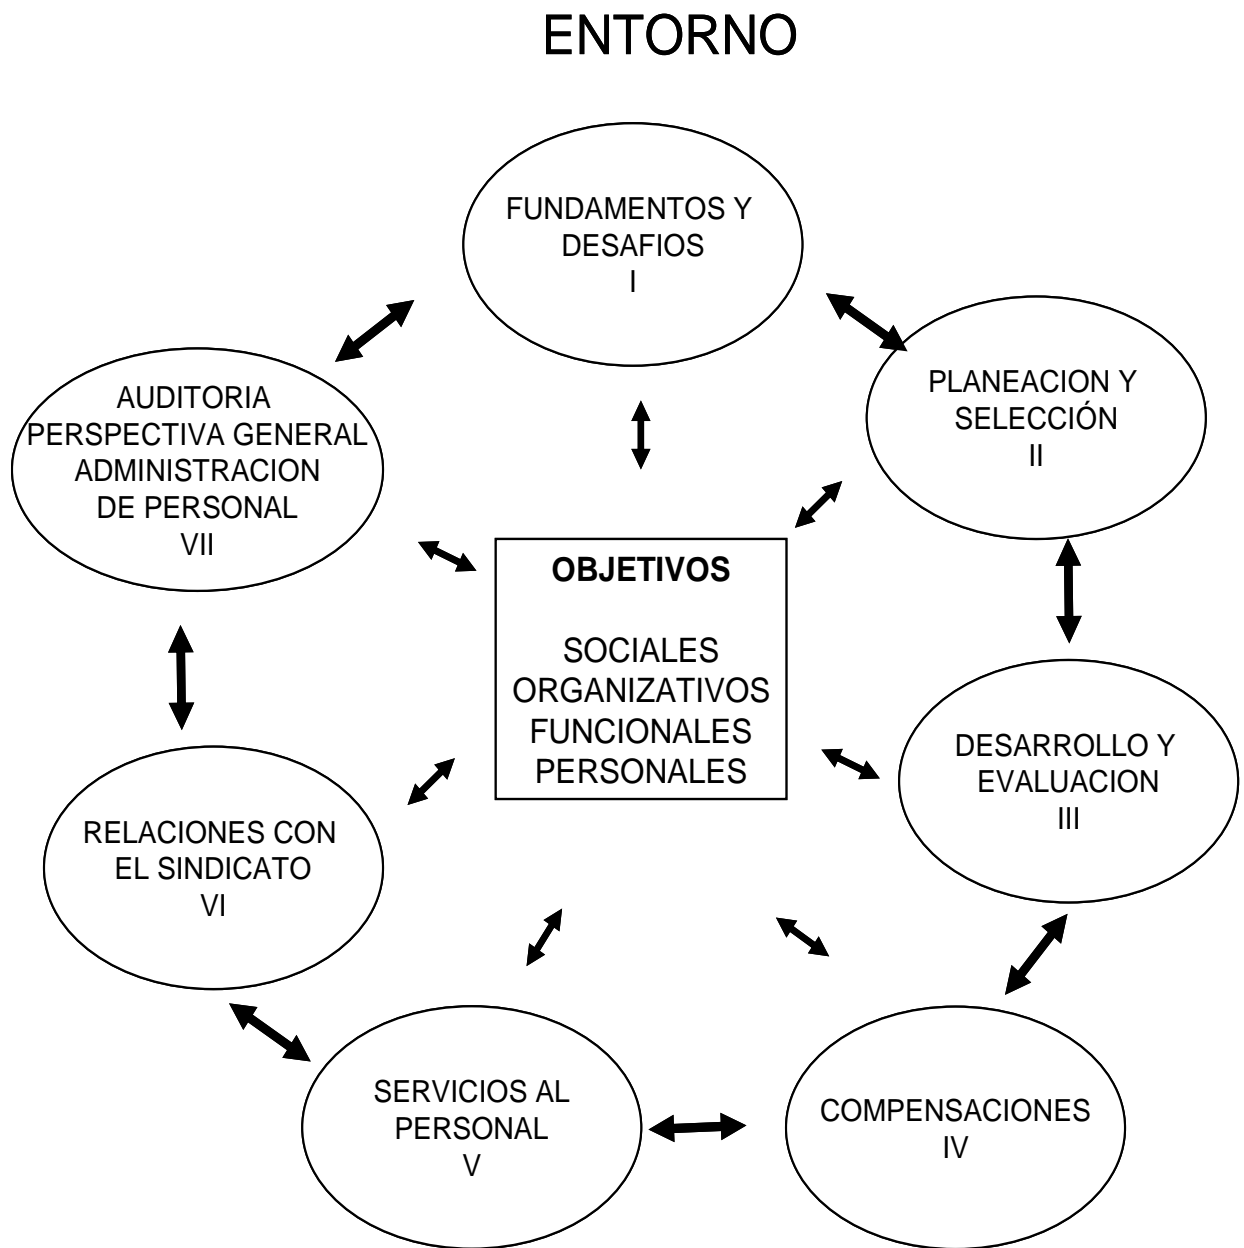 ENTORNO
FUNDAMENTOS Y
DESAFIOS
I
PLANEACION Y
SELECCIÓN
II
AUDITORIA
PERSPECTIVA GENERAL
ADMINISTRACION
DE PERSONAL
VII
OBJETIVOS
SOCIALES
ORGANIZATIVOS
FUNCIONALES
PERSONALES
DESARROLLO Y
EVALUACION
III
RELACIONES CON
EL SINDICATO
VI
SERVICIOS AL
PERSONAL
V
COMPENSACIONES
IV